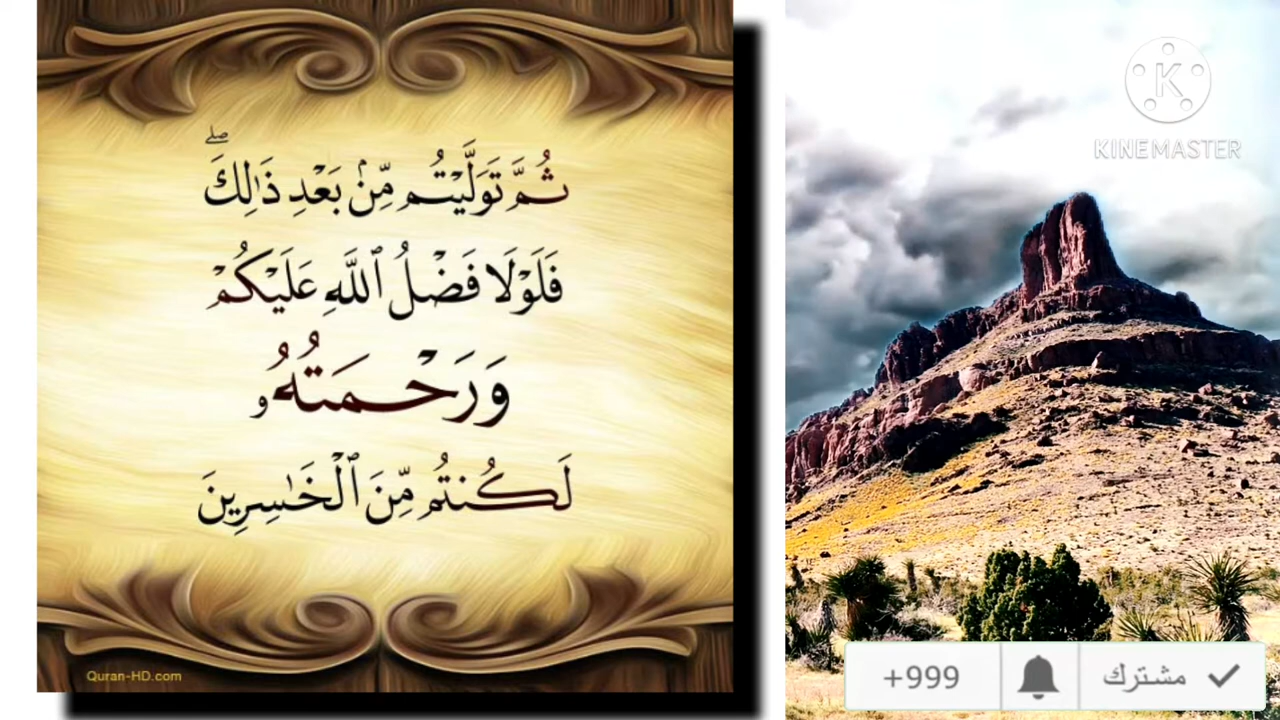 ثُمَّ تَوَلَّيْتُم مِّنۢ بَعْدِ ذَٰلِكَ ۖ
فَلَوْلَا فَضْلُ ٱللَّهِ عَلَيْكُمْ
وَرَحْمَتُهُۥ
لَكُنتُم مِّنَ ٱلْخَـٰسِرِينَ
Quran-HD.com
KINEMASTER
+999
مشترك